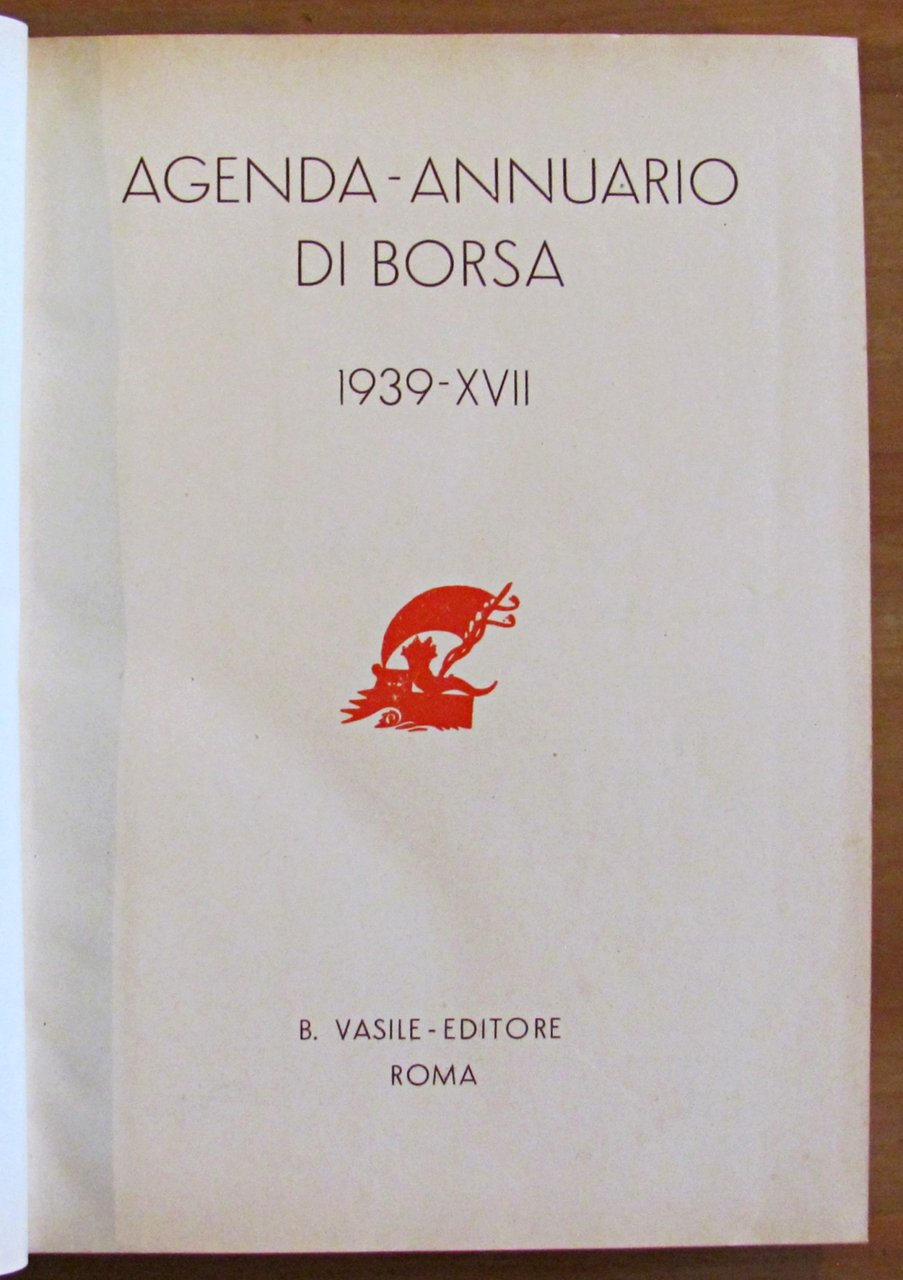 AGENDA-ANNUARIO
DI BORSA
1939-XVII
B. VASILE-EDITORE
ROMA